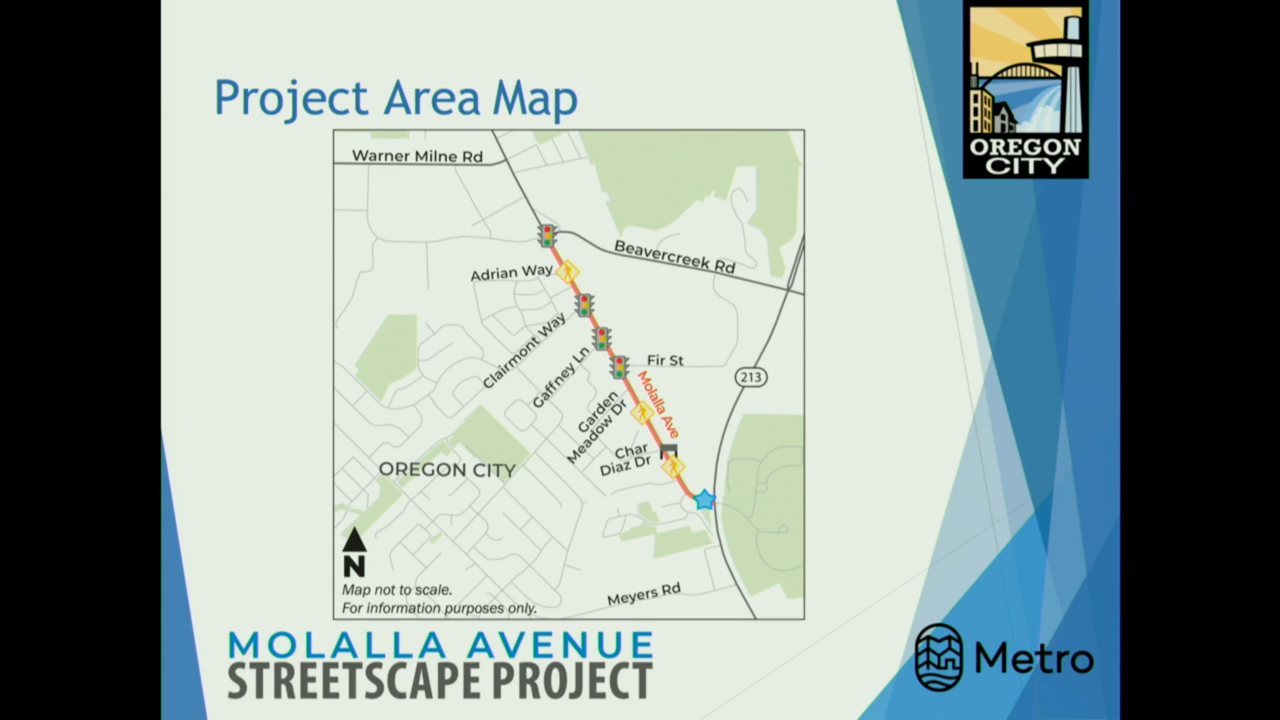 Project Area Map
OREGON
CITY
Warner Milne Rd
Beavercreek Rd
Adrian Way
Clairmont Way
Gaffney Ln
Fir St
213
Molalla Ave
Garden
Meadow Dr
Char
Diaz Dr
OREGON CITY
N
Map not to scale.
For information purposes only.
Meyers Rd
MOLALLA AVENUE
STREETSCAPE PROJECT
Metro